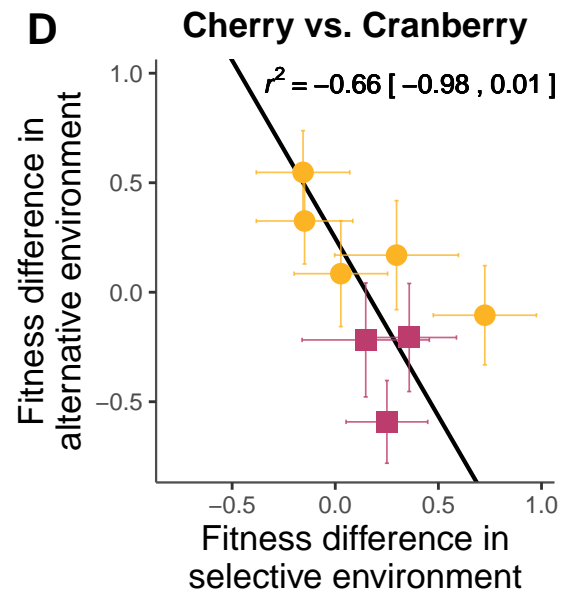 D
Cherry vs. Cranberry
r² = −0.66 [ −0.98 , 0.01 ]
Fitness difference in
alternative environment
1.0
0.5
0.0
−0.5
−0.5 0.0 0.5 1.0
Fitness difference in
selective environment